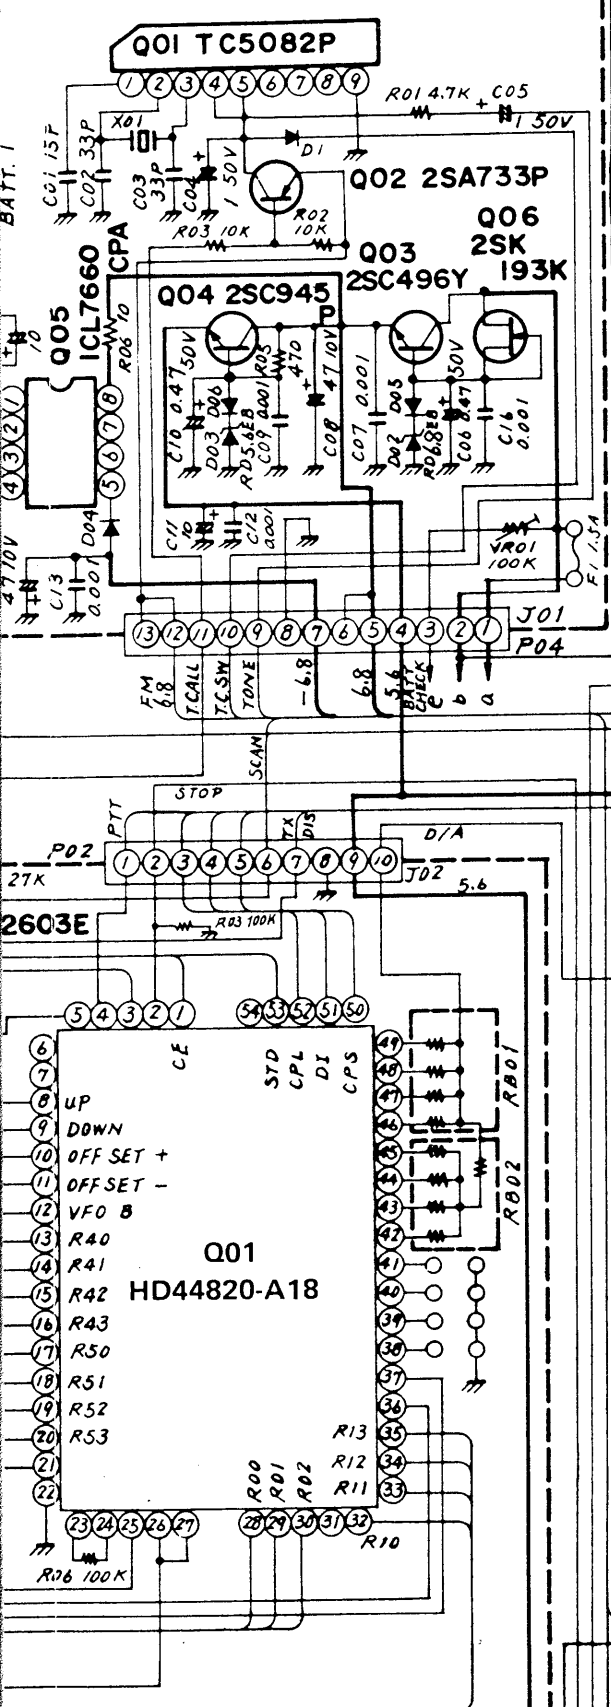 Q01 TC5082P
1 2 3 4 5 6 7 8 9
R01 4.7K
+ C05
1 50V
X01
D1
BATT. 1
C01 15P
C02 33P
C03 33P
C04 1 50V
+
Q02 2SA733P
R03 10K
R02 10K
Q06
2SK
193K
Q03
2SC496Y
Q05
ICL7660
CPA
R06 10
+ 10
Q04 2SC945
P
50V
C10 0.47
+
D06
D03 RD5.6EB
R05 470
C09 0.001
C08 47 10V
+
C07 0.001
D05
D02 RD6.8EB
C06 0.47 50V
+
C16 0.001
1 8
2 7
3 6
4 5
D04
47 10V
+
C13 0.001
C11 10
+
C12 0.001
VR01
100K
F1 1.5A
13 12 11 10 9 8 7 6 5 4 3 2 1
J01
P04
FM 6.8
T.CALL
T.C.SW
TONE
-6.8
6.8
5.6
BATT CHECK
e
b
a
SCAN
STOP
PTT
TX DIS
D/A
P02
27K
1 2 3 4 5 6 7 8 9 10
J02
5.6
2603E
R03 100K
5 4 3 2 1
54 53 52 51 50
CE
STD
CPL
DI
CPS
6
7
8 UP
9 DOWN
10 OFF SET +
11 OFF SET -
12 VFO B
13 R40
14 R41
15 R42
16 R43
17 R50
18 R51
19 R52
20 R53
21
22
Q01
HD44820-A18
49
48
47
46
45
44
43
42
41
40
39
38
37
36
R13 35
R12 34
R11 33
RB01
RB02
R00
R01
R02
23 24 25 26 27
28 29 30 31 32
R10
R06 100K